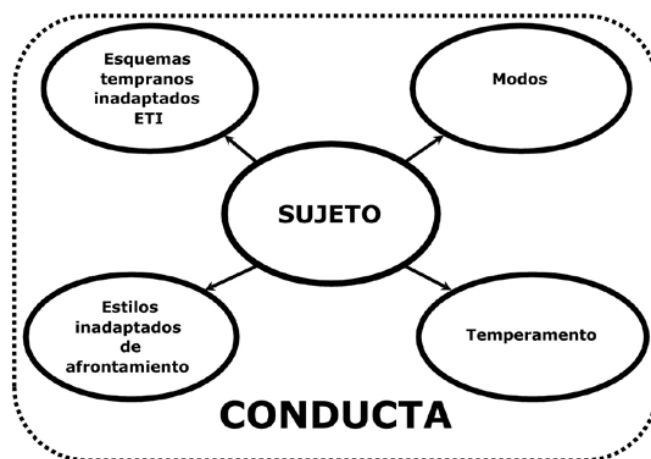 Esquemas
tempranos
inadaptados
ETI
Modos
SUJETO
Estilos
inadaptados
de
afrontamiento
Temperamento
CONDUCTA